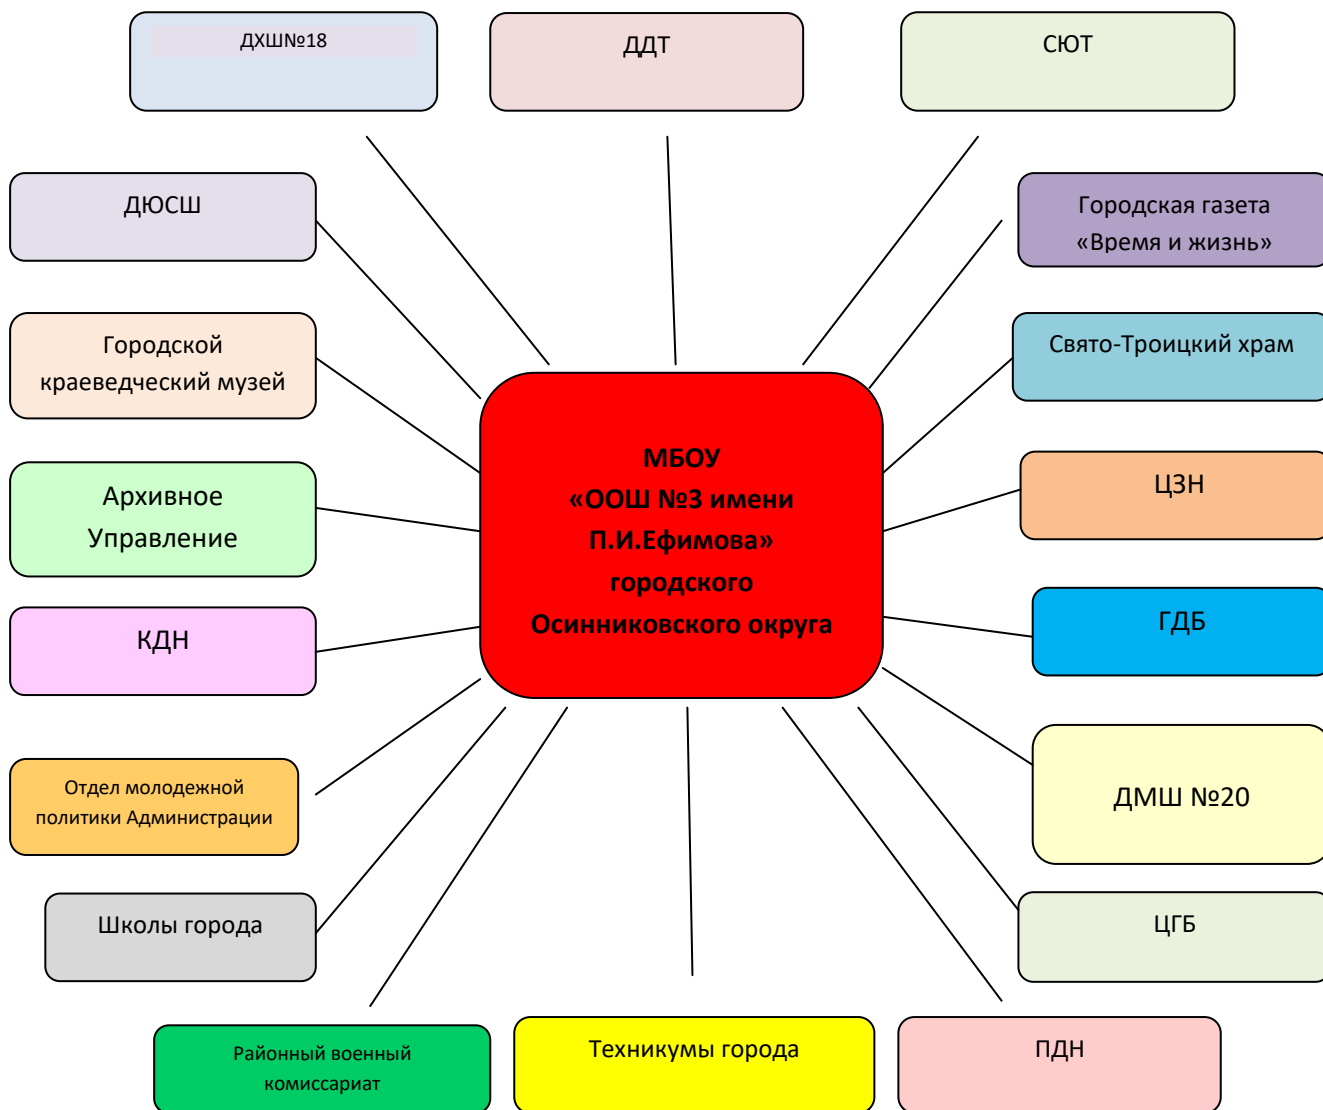 ДХШ№18
ДДТ
СЮТ
ДЮСШ
Городская газета
«Время и жизнь»
Городской
краеведческий музей
Свято-Троицкий храм
МБОУ
«ООШ №3 имени
П.И.Ефимова»
городского
Осинниковского округа
Архивное
Управление
ЦЗН
КДН
ГДБ
Отдел молодежной
политики Администрации
ДМШ №20
Школы города
ЦГБ
Районный военный
комиссариат
Техникумы города
ПДН